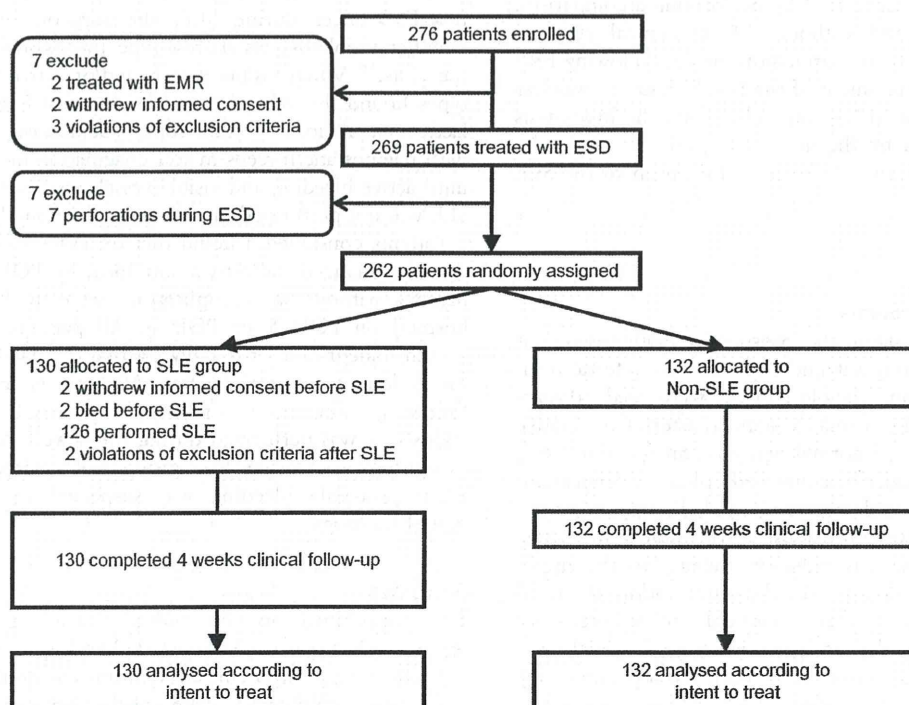 276 patients enrolled
7 exclude
2 treated with EMR
2 withdrew informed consent
3 violations of exclusion criteria
269 patients treated with ESD
7 exclude
7 perforations during ESD
262 patients randomly assigned
130 allocated to SLE group
2 withdrew informed consent before SLE
2 bled before SLE
126 performed SLE
2 violations of exclusion criteria after SLE
132 allocated to
Non-SLE group
130 completed 4 weeks clinical follow-up
132 completed 4 weeks clinical follow-up
130 analysed according to
intent to treat
132 analysed according to
intent to treat